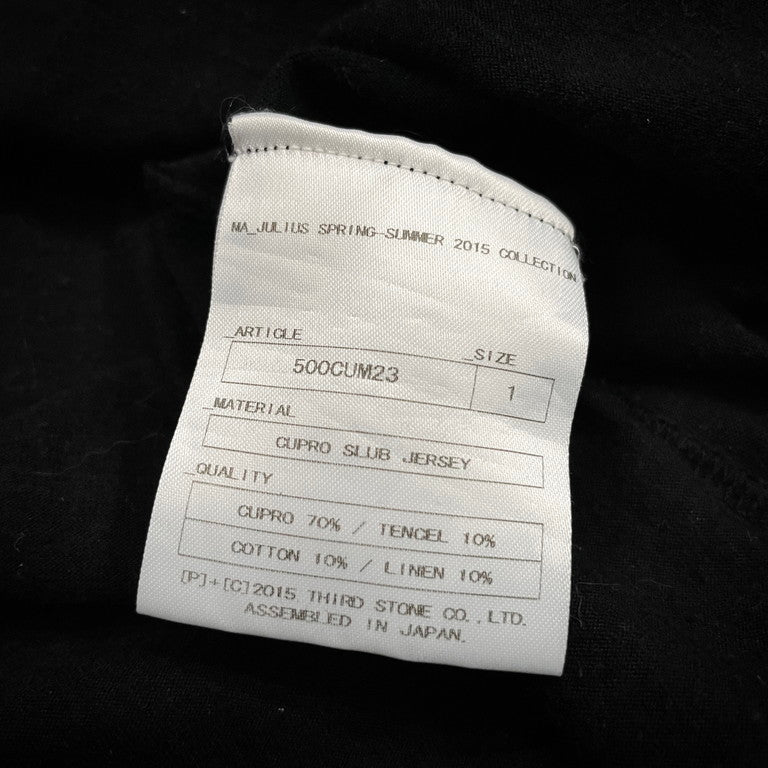 MA_JULIUS SPRING-SUMMER 2015 COLLECTION
_ARTICLE _SIZE
500CUM23 1
_MATERIAL
CUPRO SLUB JERSEY
_QUALITY
CUPRO 70% / TENCEL 10%
COTTON 10% / LINEN 10%
[P]+[C]2015 THIRD STONE CO.,LTD.
ASSEMBLED IN JAPAN.